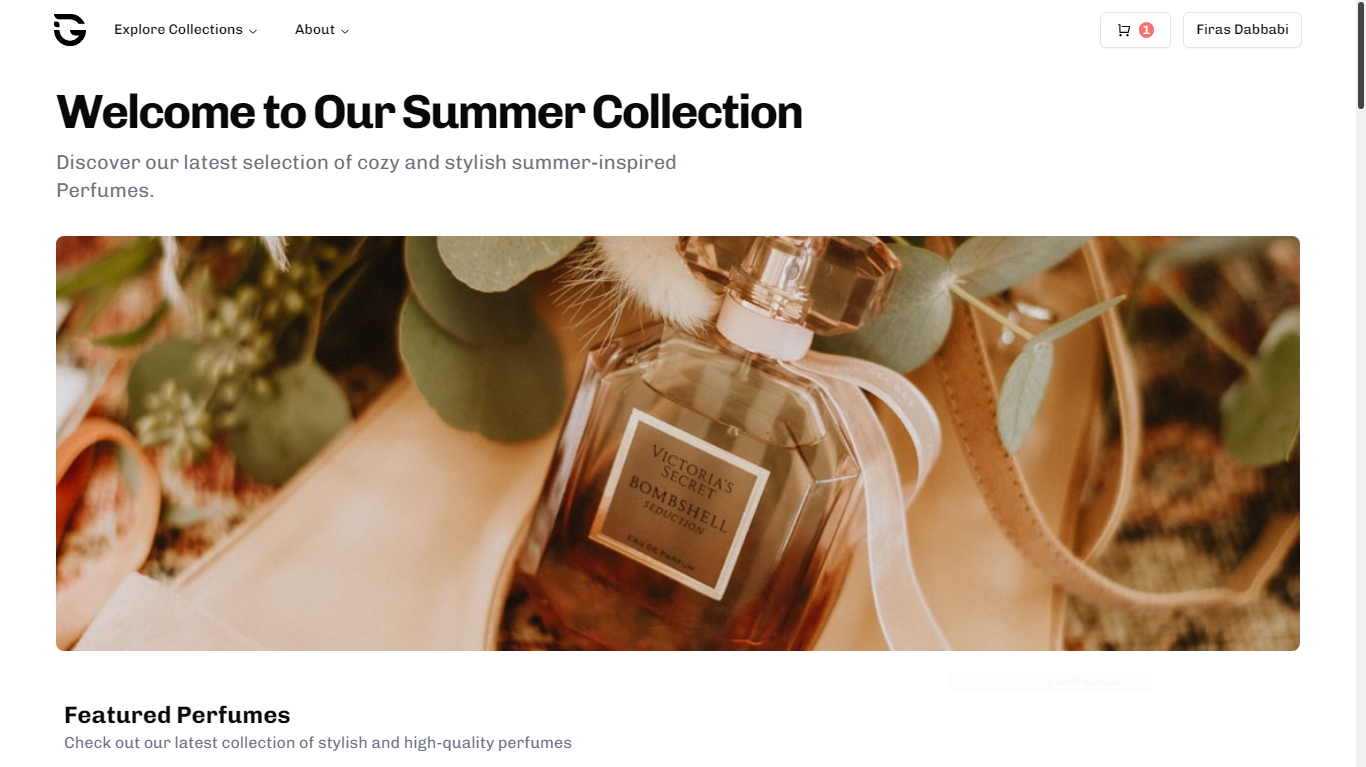 Explore Collections
About
1
Firas Dabbabi
Welcome to Our Summer Collection
Discover our latest selection of cozy and stylish summer-inspired
Perfumes.
VICTORIA'S
SECRET
BOMBSHELL
SEDUCTION
EAU DE PARFUM
Featured Perfumes
Check out our latest collection of stylish and high-quality perfumes